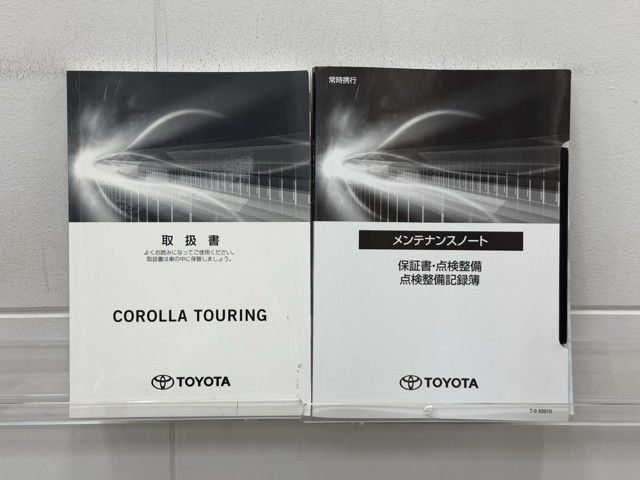 取扱書
よくお読みになってご使用ください。
取扱書は車の中に保管しましょう。
COROLLA TOURING
TOYOTA
常時携行
メンテナンスノート
保証書・点検整備
点検整備記録簿
TOYOTA
T-G 62010